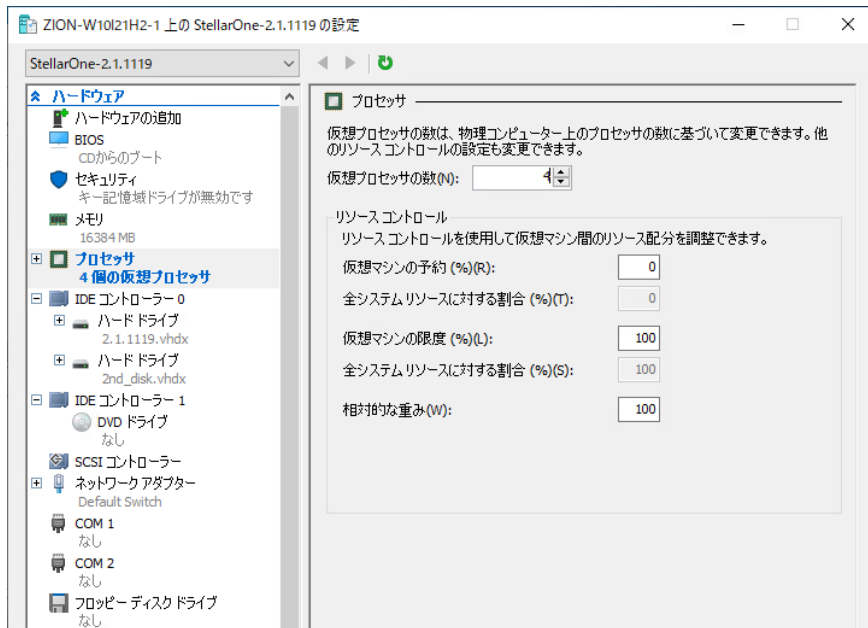 ZION-W10I21H2-1 上の StellarOne-2.1.1119 の設定
StellarOne-2.1.1119
ハードウェア
ハードウェアの追加
BIOS
CDからのブート
セキュリティ
キー記憶域ドライブが無効です
メモリ
16384 MB
プロセッサ
4 個の仮想プロセッサ
IDE コントローラー 0
ハード ドライブ
2.1.1119.vhdx
ハード ドライブ
2nd_disk.vhdx
IDE コントローラー 1
DVD ドライブ
なし
SCSI コントローラー
ネットワーク アダプター
Default Switch
COM 1
なし
COM 2
なし
フロッピー ディスク ドライブ
なし
プロセッサ
仮想プロセッサの数は、物理コンピューター上のプロセッサの数に基づいて変更できます。他
のリソース コントロールの設定も変更できます。
仮想プロセッサの数(N): 4
リソース コントロール
リソース コントロールを使用して仮想マシン間のリソース配分を調整できます。
仮想マシンの予約 (%)(R): 0
全システム リソースに対する割合 (%)(T): 0
仮想マシンの限度 (%)(L): 100
全システム リソースに対する割合 (%)(S): 100
相対的な重み(W): 100